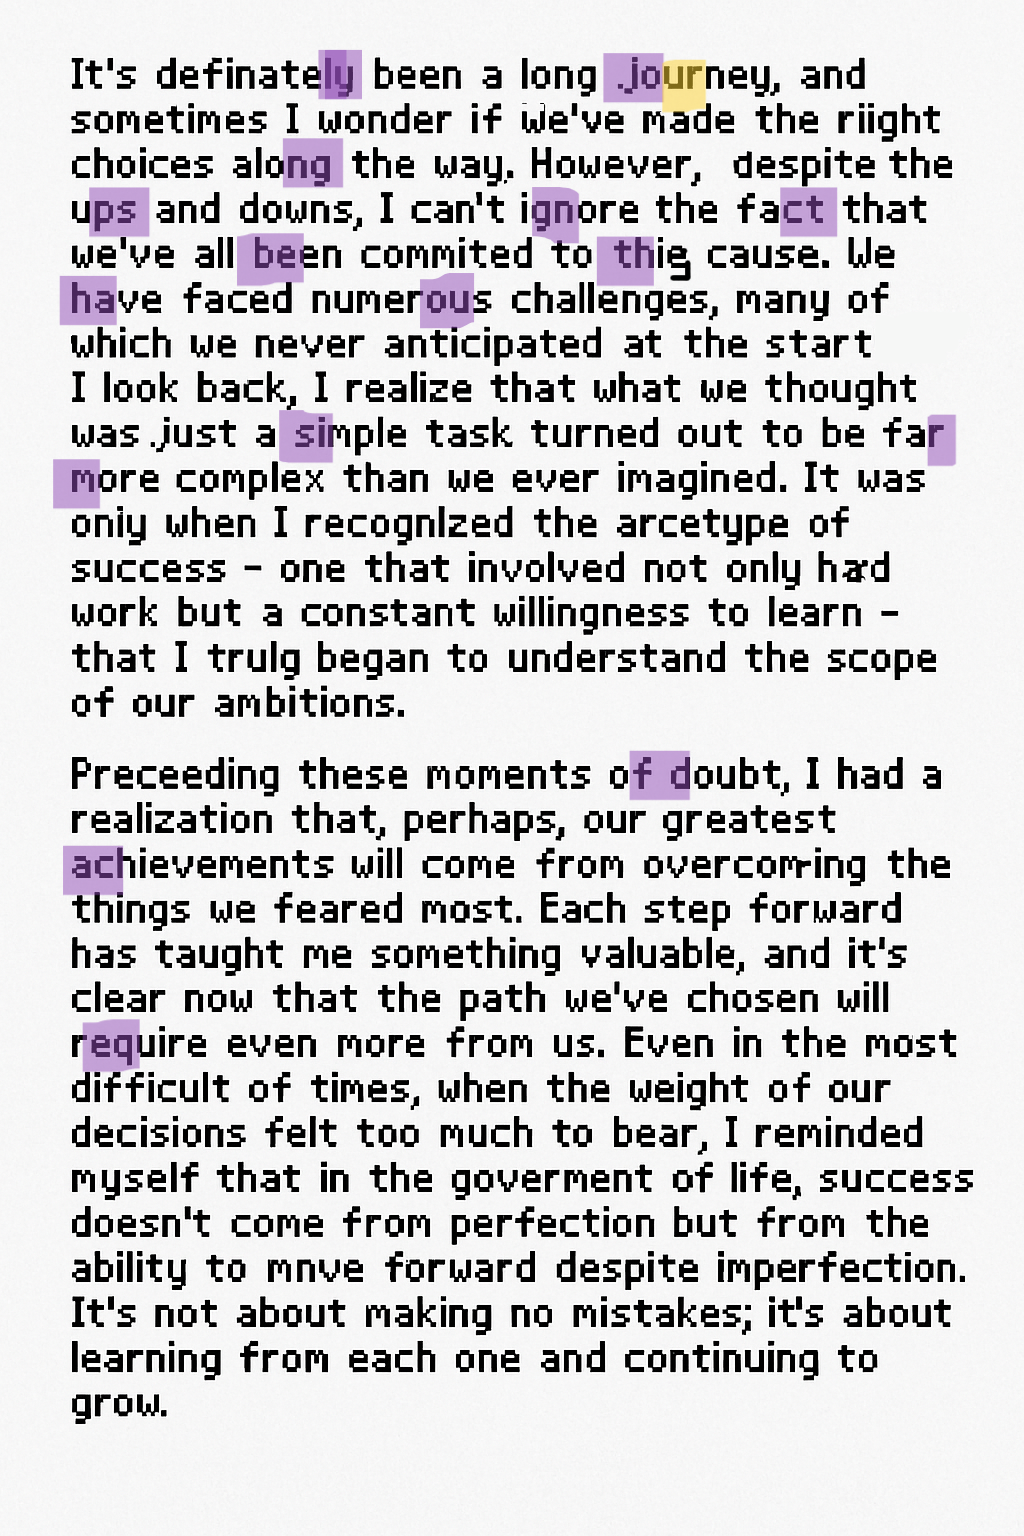 It's definately been a long journey, and
sometimes I wonder if we've made the riight
choices along the way. However, despite the
ups and downs, I can't ignore the fact that
we've all been commited to this cause. We
have faced numerous challenges, many of
which we never anticipated at the start
I look back, I realize that what we thought
was just a simple task turned out to be far
more complex than we ever imagined. It was
oniy when I recognlzed the arcetype of
success – one that involved not only hard
work but a constant willingness to learn –
that I trulg began to understand the scope
of our ambitions.
Preceeding these moments of doubt, I had a
realization that, perhaps, our greatest
achievements will come from overcomring the
things we feared most. Each step forward
has taught me something valuable, and it's
clear now that the path we've chosen will
require even more from us. Even in the most
difficult of times, when the weight of our
decisions felt too much to bear, I reminded
myself that in the goverment of life, success
doesn't come from perfection but from the
ability to mnve forward despite imperfection.
It's not about making no mistakes; it's about
learning from each one and continuing to
grow.